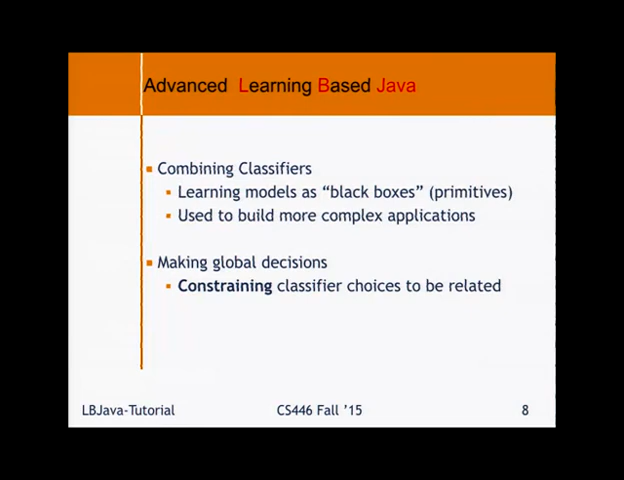 Advanced Learning Based Java
Combining Classifiers
Learning models as “black boxes” (primitives)
Used to build more complex applications
Making global decisions
Constraining classifier choices to be related
LBJava-Tutorial
CS446 Fall ’15
8